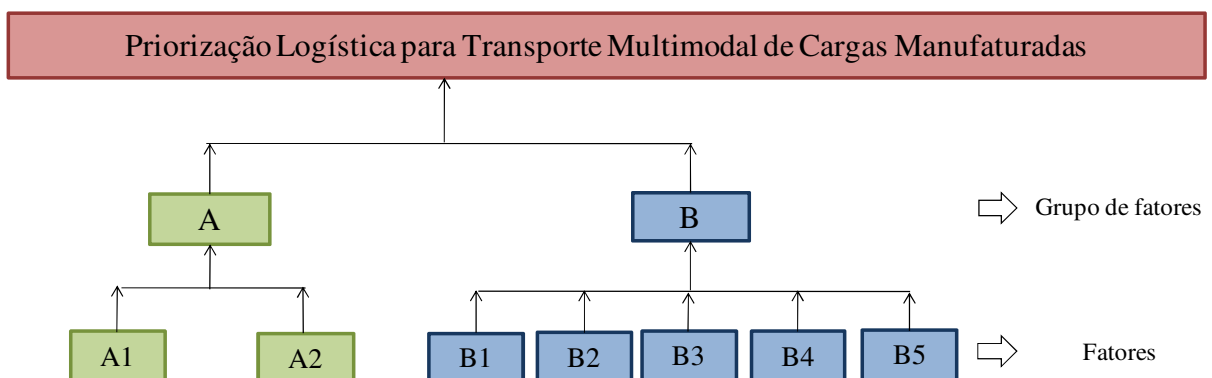 Priorização Logística para Transporte Multimodal de Cargas Manufaturadas
A
B
Grupo de fatores
A1
A2
B1
B2
B3
B4
B5
Fatores